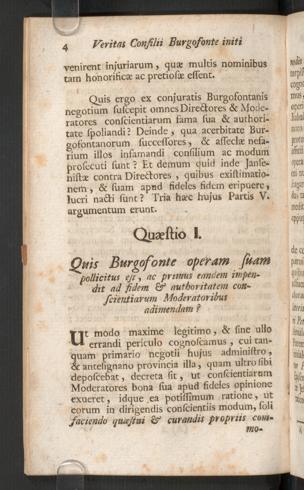 4 Veritas Consilii Burgofonte initi
venirent injuriarum, quæ multis nominibus
tam honorificæ ac pretiosæ essent.
Quis ergo ex conjuratis Burgofontanis
negotium suscepit omnes Directores & Mode-
ratores conscientiarum fama sua & authori-
tate spoliandi? Deinde, qua acerbitate Bur-
gofontanorum successores, & asseclæ nefa-
rium illos infamandi consilium ac modum
prosecuti sunt? Et demum quid inde Janse-
nistæ contra Directores, quibus existimatio-
nem, & suam apud fideles fidem eripuere,
lucri nacti sunt? Tria hæc hujus Partis V.
argumentum erunt.
Quæstio I.
Quis Burgofonte operam suam
pollicitus est, ac primus eandem impen-
dit ad fidem & authoritatem con-
scientiarum Moderatoribus
adimendam?
Ut modo maxime legitimo, & sine ullo
errandi periculo cognoscamus, cui tan-
quam primario negotii hujus administro,
& antesignano provincia illa, quam ultro sibi
deposcebat, decreta sit, ut conscientiarum
Moderatores bona sua apud fideles opinione
exueret, idque ea potissimum ratione, ut
eorum in dirigendis conscientiis modum, soli
faciendo quæstui & curandis propriis com-
mo-